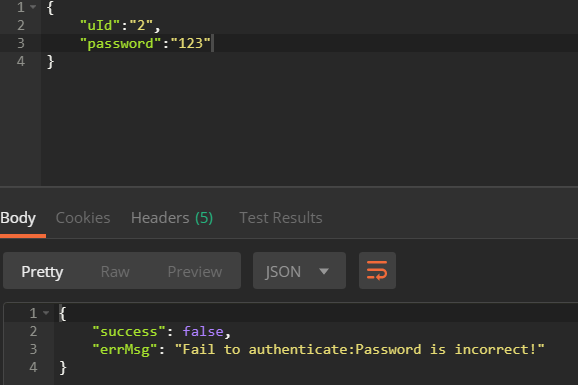 1 {
2 "uId":"2",
3 "password":"123"
4 }
Body Cookies Headers (5) Test Results
Pretty Raw Preview JSON
1 {
2 "success": false,
3 "errMsg": "Fail to authenticate:Password is incorrect!"
4 }